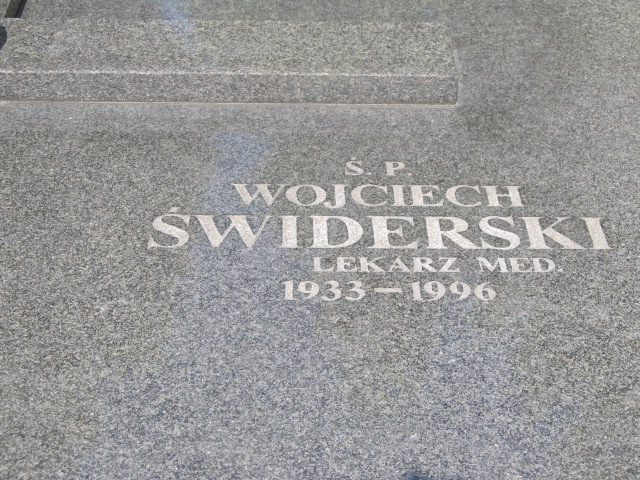 Ś. P.
WOJCIECH
ŚWIDERSKI
LEKARZ MED.
1933 – 1996